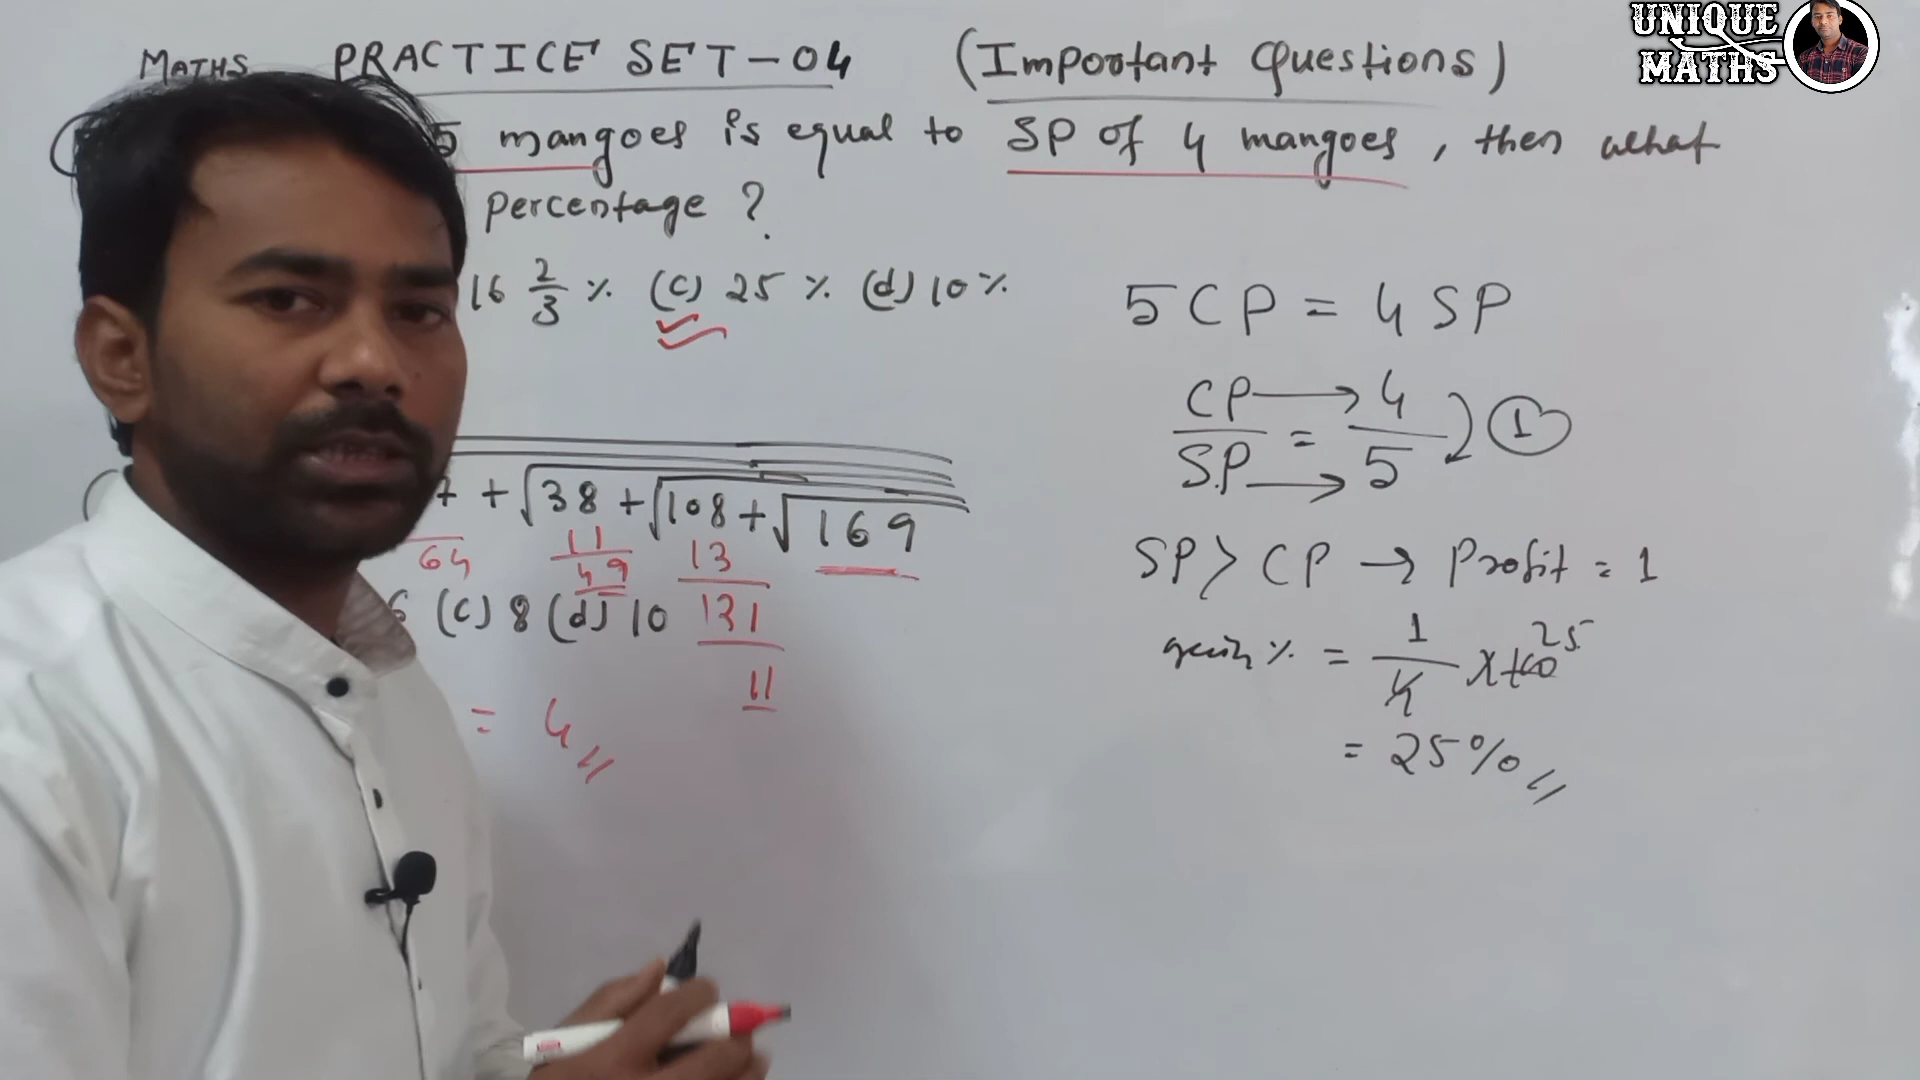 UNIQUE
MATHS
MATHS PRACTICE SET-04 (Important Questions)
5 mangoes is equal to SP of 4 mangoes, then what
percentage ?
16 2/3 % (c) 25 % (d) 10 %
7 + √38 + √108 + √169
64 11 13
49 121
6 (c) 8 (d) 10
11
= 4
5 CP = 4 SP
CP → 4
SP = → 5
1
SP > CP → Profit = 1
gain % = 1/4 × 100 25
= 25%